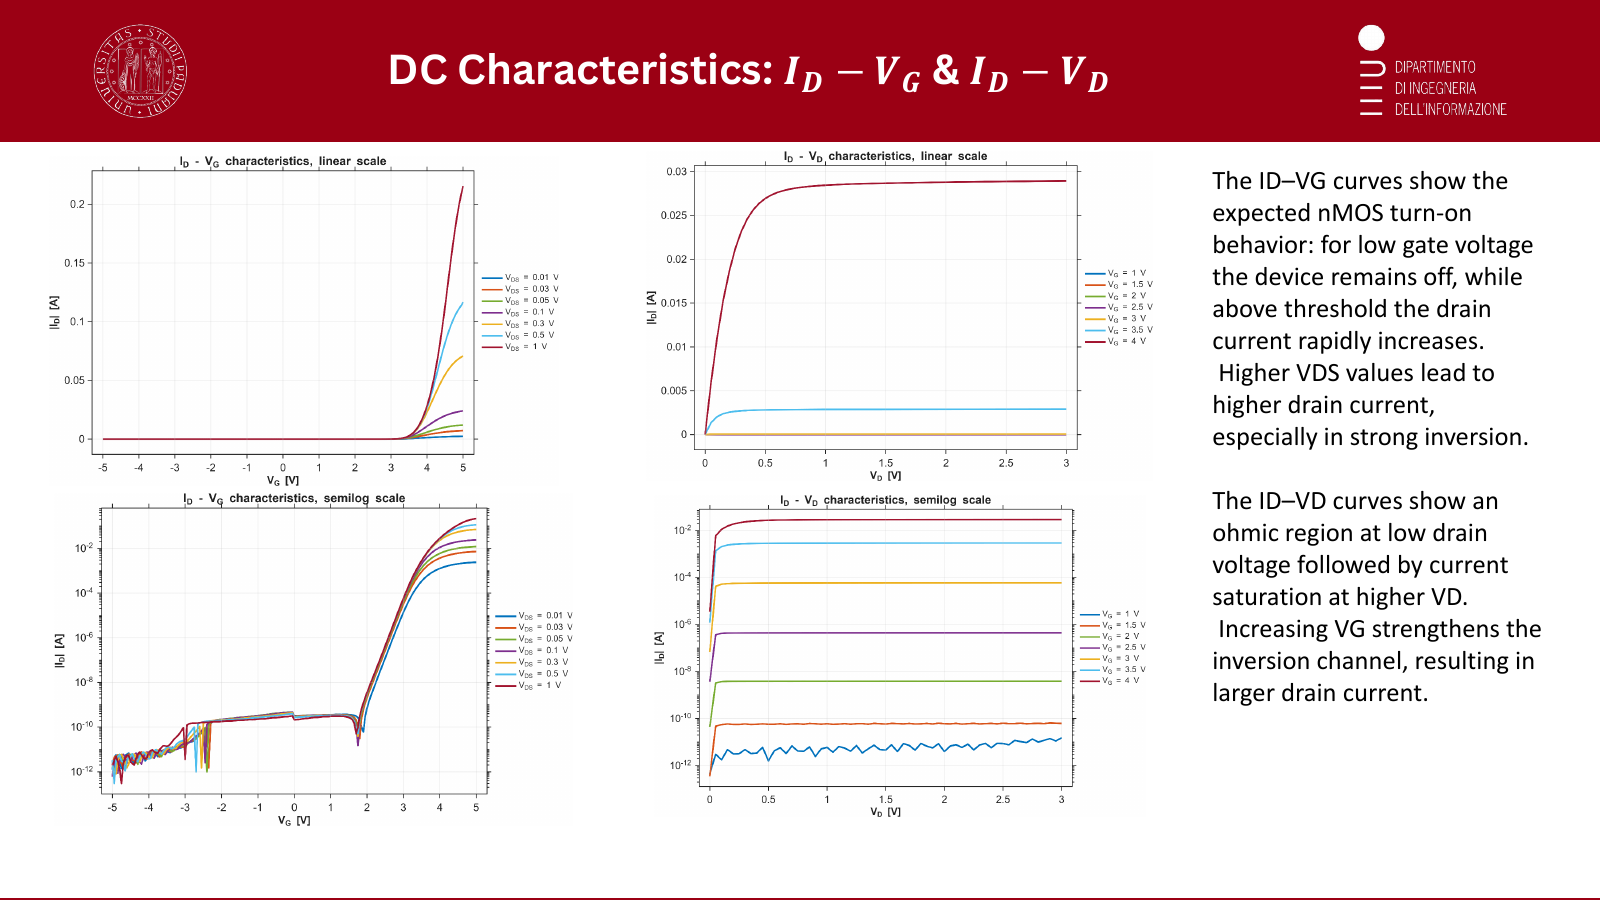 UNIVERSITAS STUDII PADUANI
MCCXXII
DC Characteristics: I_D − V_G & I_D − V_D
DIPARTIMENTO
DI INGEGNERIA
DELL'INFORMAZIONE
I_D - V_G characteristics, linear scale
|I_D| [A]
0.2
0.15
0.1
0.05
0
-5 -4 -3 -2 -1 0 1 2 3 4 5
V_G [V]
V_DS = 0.01 V
V_DS = 0.03 V
V_DS = 0.05 V
V_DS = 0.1 V
V_DS = 0.3 V
V_DS = 0.5 V
V_DS = 1 V
I_D - V_D characteristics, linear scale
|I_D| [A]
0.03
0.025
0.02
0.015
0.01
0.005
0
0 0.5 1 1.5 2 2.5 3
V_D [V]
V_G = 1 V
V_G = 1.5 V
V_G = 2 V
V_G = 2.5 V
V_G = 3 V
V_G = 3.5 V
V_G = 4 V
I_D - V_G characteristics, semilog scale
|I_D| [A]
10^-2
10^-4
10^-6
10^-8
10^-10
10^-12
-5 -4 -3 -2 -1 0 1 2 3 4 5
V_G [V]
V_DS = 0.01 V
V_DS = 0.03 V
V_DS = 0.05 V
V_DS = 0.1 V
V_DS = 0.3 V
V_DS = 0.5 V
V_DS = 1 V
I_D - V_D characteristics, semilog scale
|I_D| [A]
10^-2
10^-4
10^-6
10^-8
10^-10
10^-12
0 0.5 1 1.5 2 2.5 3
V_D [V]
V_G = 1 V
V_G = 1.5 V
V_G = 2 V
V_G = 2.5 V
V_G = 3 V
V_G = 3.5 V
V_G = 4 V
The ID–VG curves show the
expected nMOS turn-on
behavior: for low gate voltage
the device remains off, while
above threshold the drain
current rapidly increases.
Higher VDS values lead to
higher drain current,
especially in strong inversion.
The ID–VD curves show an
ohmic region at low drain
voltage followed by current
saturation at higher VD.
Increasing VG strengthens the
inversion channel, resulting in
larger drain current.